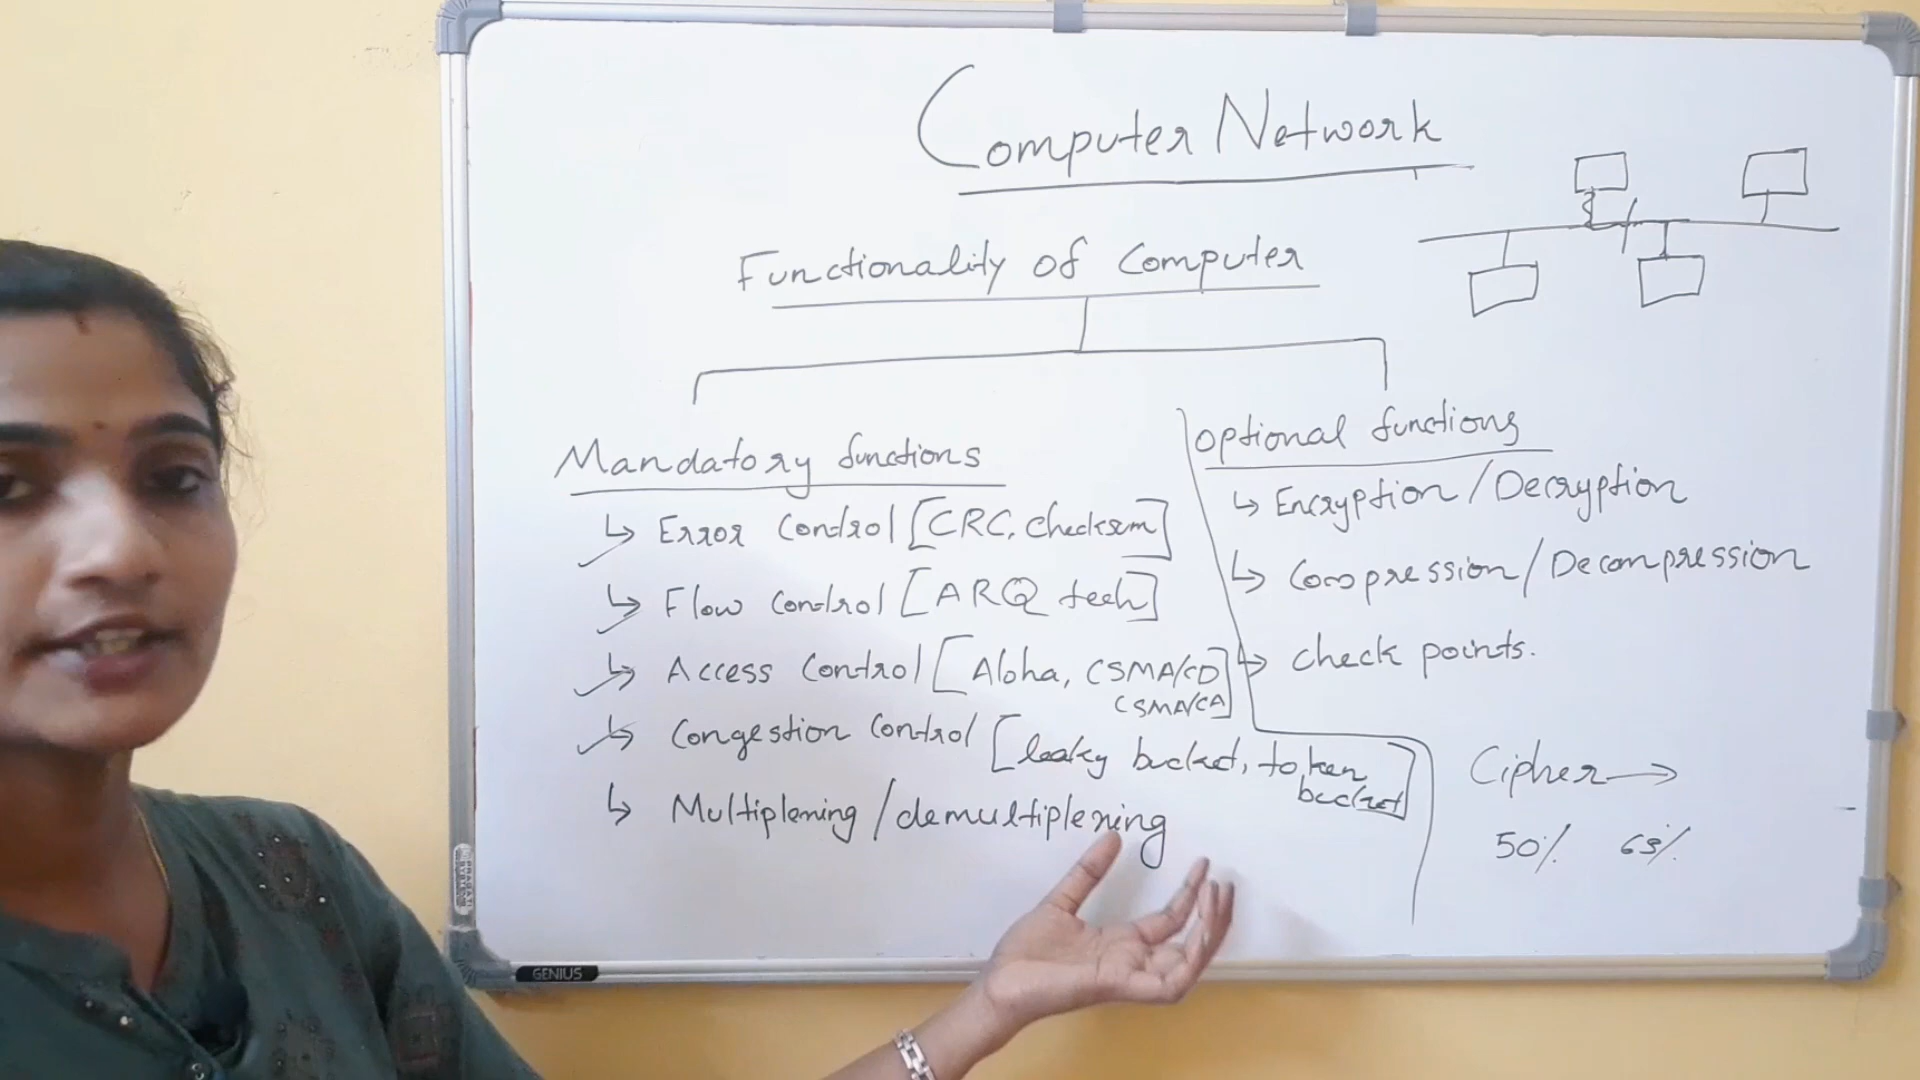 Computer Network
Functionality of Computer
Mandatory functions
↳ Error Control [CRC, Checksum]
↳ Flow Control [ARQ tech]
↳ Access Control [Aloha, CSMA/CD
CSMA/CA]
↳ Congestion Control [leaky bucket, token
bucket]
↳ Multiplexing/demultiplexing
Optional functions
↳ Encryption/Decryption
↳ Compression/Decompression
↳ Check points.
Cipher →
50%
GENIUS